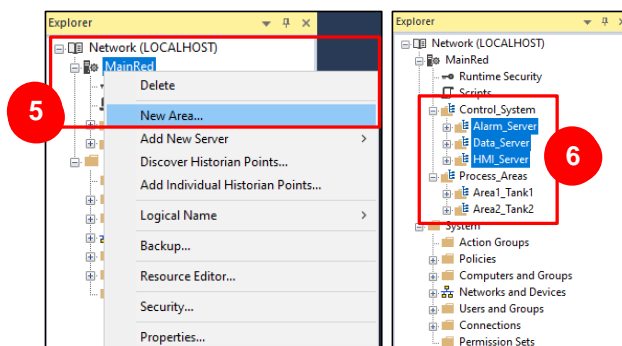 Explorer
Network (LOCALHOST)
MainRed
5
Delete
New Area...
Add New Server
Discover Historian Points...
Add Individual Historian Points...
Logical Name
Backup...
Resource Editor...
Security...
Properties...
Explorer
Network (LOCALHOST)
MainRed
Runtime Security
Scripts
Control_System
Alarm_Server
Data_Server
HMI_Server
6
Process_Areas
Area1_Tank1
Area2_Tank2
System
Action Groups
Policies
Computers and Groups
Networks and Devices
Users and Groups
Connections
Permission Sets